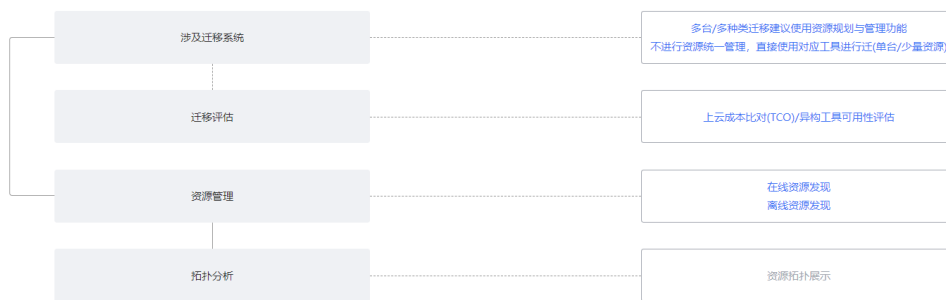 涉及迁移系统
多台/多种类迁移建议使用资源规划与管理功能
不进行资源统一管理，直接使用对应工具进行迁(单台/少量资源)
迁移评估
上云成本比对(TCO)/异构工具可用性评估
资源管理
在线资源发现
离线资源发现
拓扑分析
资源拓扑展示